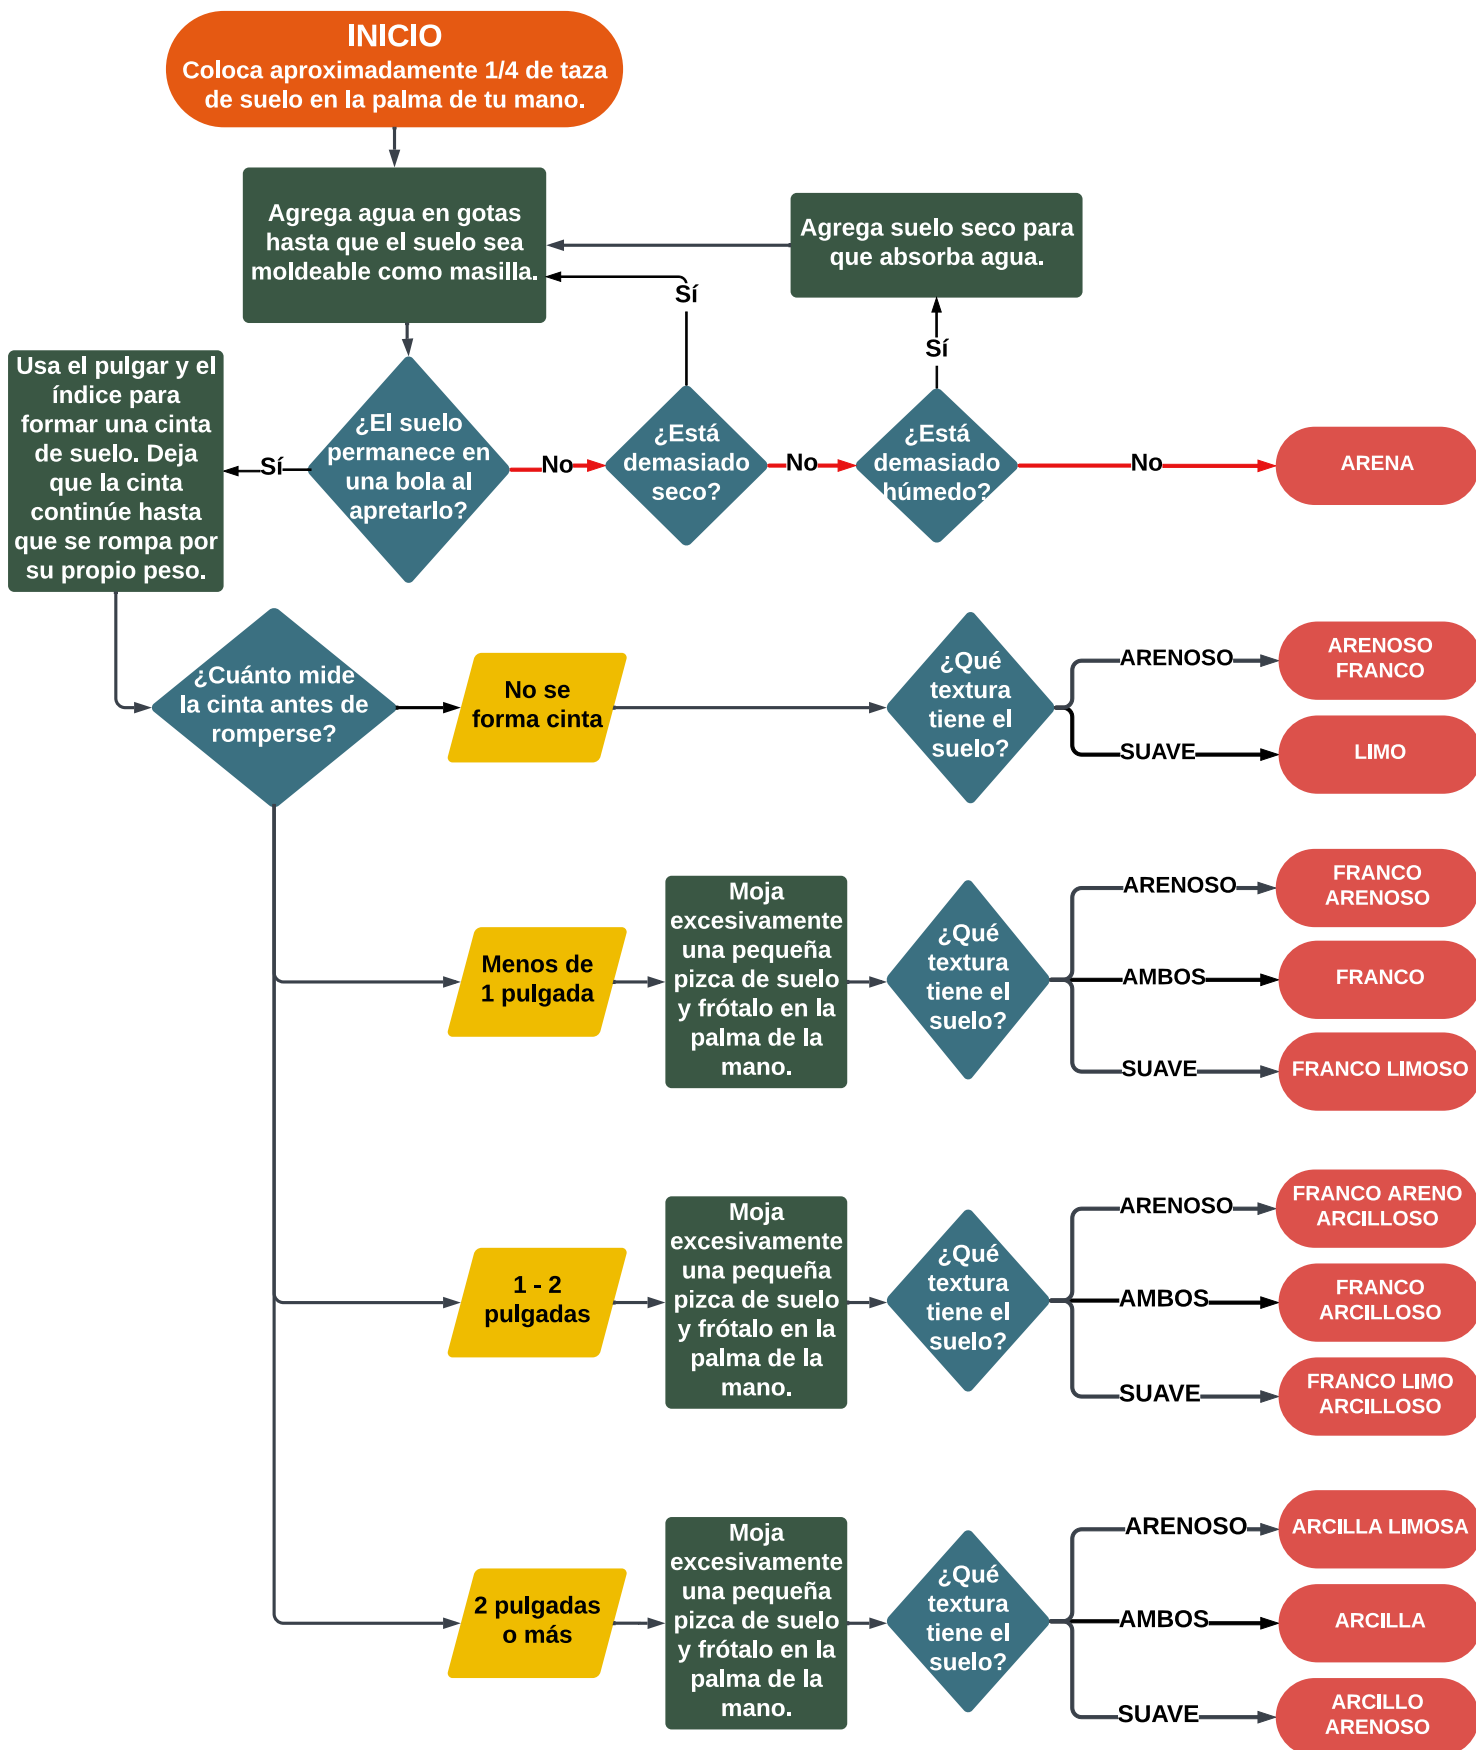 INICIO
Coloca aproximadamente 1/4 de taza
de suelo en la palma de tu mano.
Agrega agua en gotas
hasta que el suelo sea
moldeable como masilla.
Agrega suelo seco para
que absorba agua.
Sí
Sí
Usa el pulgar y el
índice para
formar una cinta
de suelo. Deja
que la cinta
continúe hasta
que se rompa por
su propio peso.
Sí
¿El suelo
permanece en
una bola al
apretarlo?
No
¿Está
demasiado
seco?
No
¿Está
demasiado
húmedo?
No
ARENA
¿Cuánto mide
la cinta antes de
romperse?
No se
forma cinta
¿Qué
textura
tiene el
suelo?
ARENOSO
ARENOSO
FRANCO
SUAVE
LIMO
Menos de
1 pulgada
Moja
excesivamente
una pequeña
pizca de suelo
y frótalo en la
palma de la
mano.
¿Qué
textura
tiene el
suelo?
ARENOSO
FRANCO
ARENOSO
AMBOS
FRANCO
SUAVE
FRANCO LIMOSO
1 - 2
pulgadas
Moja
excesivamente
una pequeña
pizca de suelo
y frótalo en la
palma de la
mano.
¿Qué
textura
tiene el
suelo?
ARENOSO
FRANCO ARENO
ARCILLOSO
AMBOS
FRANCO
ARCILLOSO
SUAVE
FRANCO LIMO
ARCILLOSO
2 pulgadas
o más
Moja
excesivamente
una pequeña
pizca de suelo
y frótalo en la
palma de la
mano.
¿Qué
textura
tiene el
suelo?
ARENOSO
ARCILLA LIMOSA
AMBOS
ARCILLA
SUAVE
ARCILLO
ARENOSO